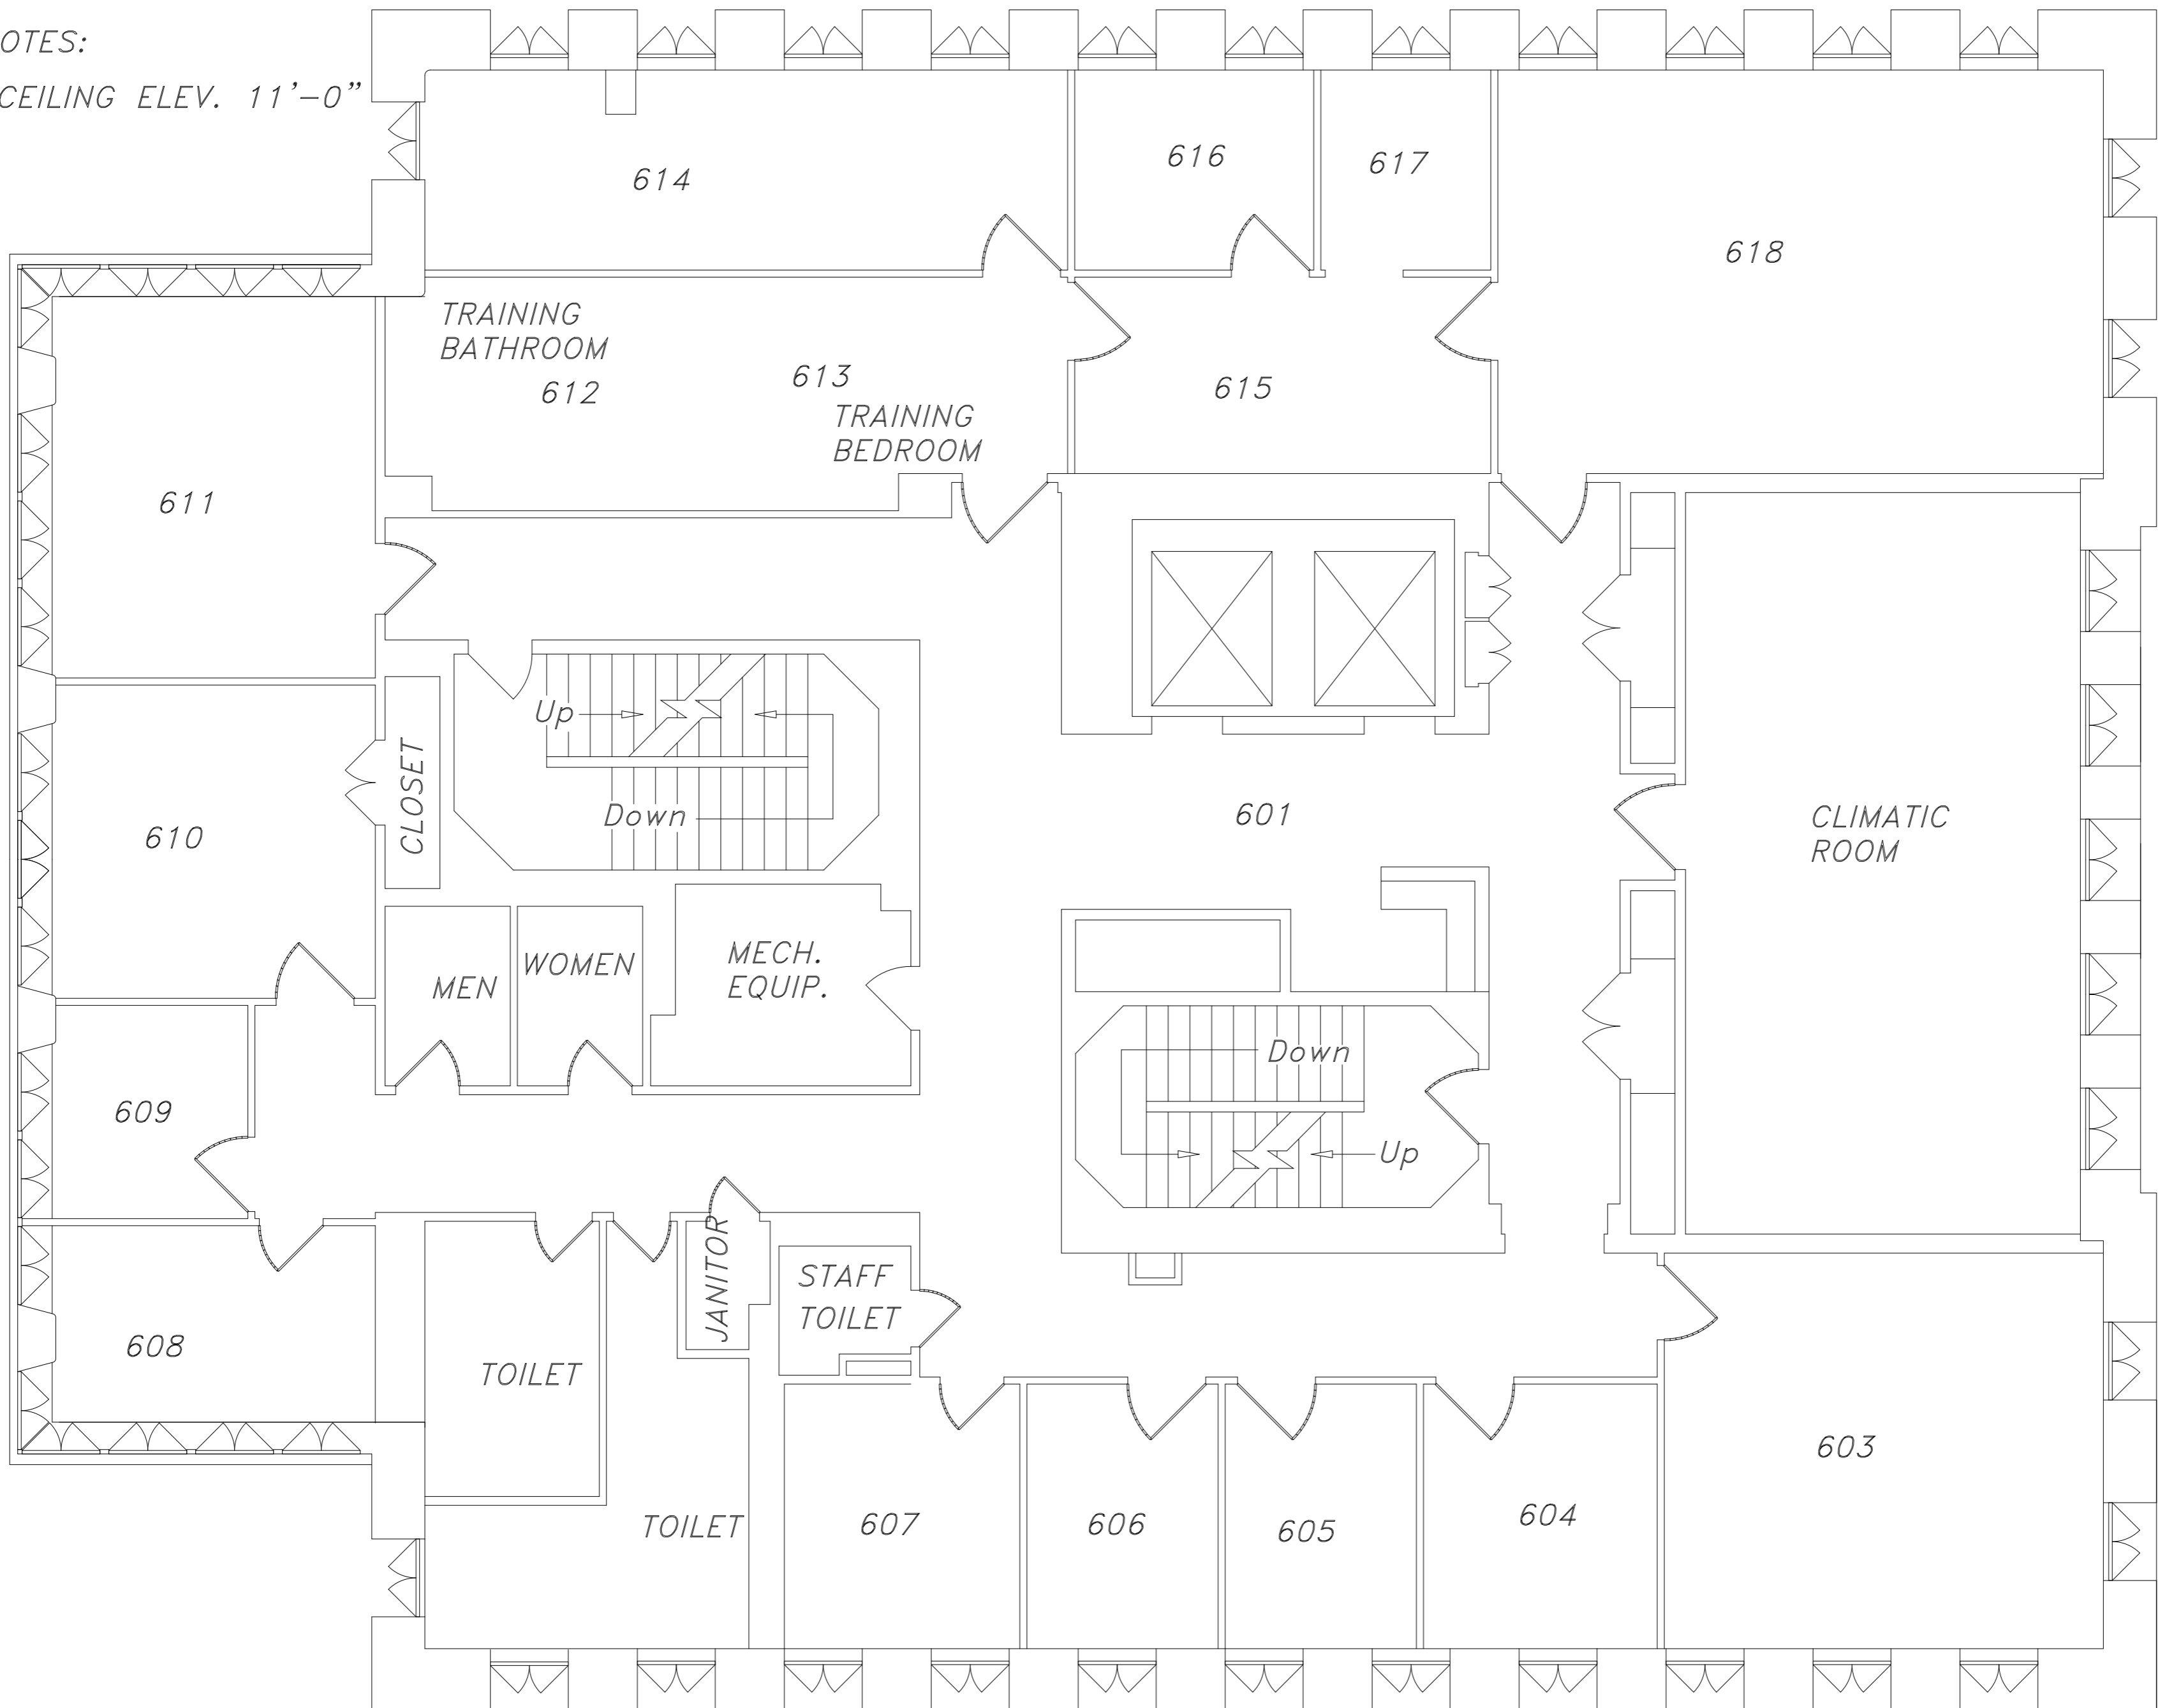 OTES:
CEILING ELEV. 11'-0"
614
616
617
618
TRAINING
BATHROOM
612
613
TRAINING
BEDROOM
615
611
Up
Down
CLOSET
610
601
CLIMATIC
ROOM
MEN
WOMEN
MECH.
EQUIP.
Down
Up
609
JANITOR
STAFF
TOILET
608
TOILET
TOILET
607
606
605
604
603